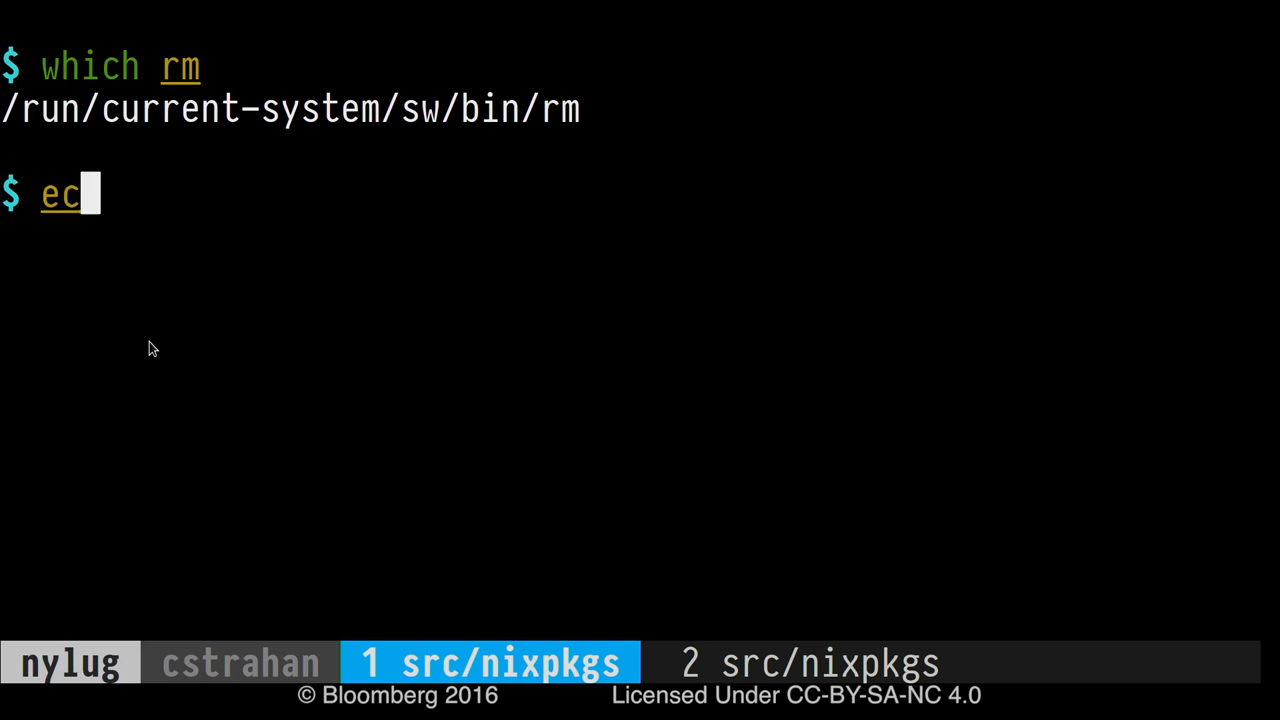 $ which rm
/run/current-system/sw/bin/rm
$ ec
nylug cstrahan 1 src/nixpkgs 2 src/nixpkgs
© Bloomberg 2016 Licensed Under CC-BY-SA-NC 4.0